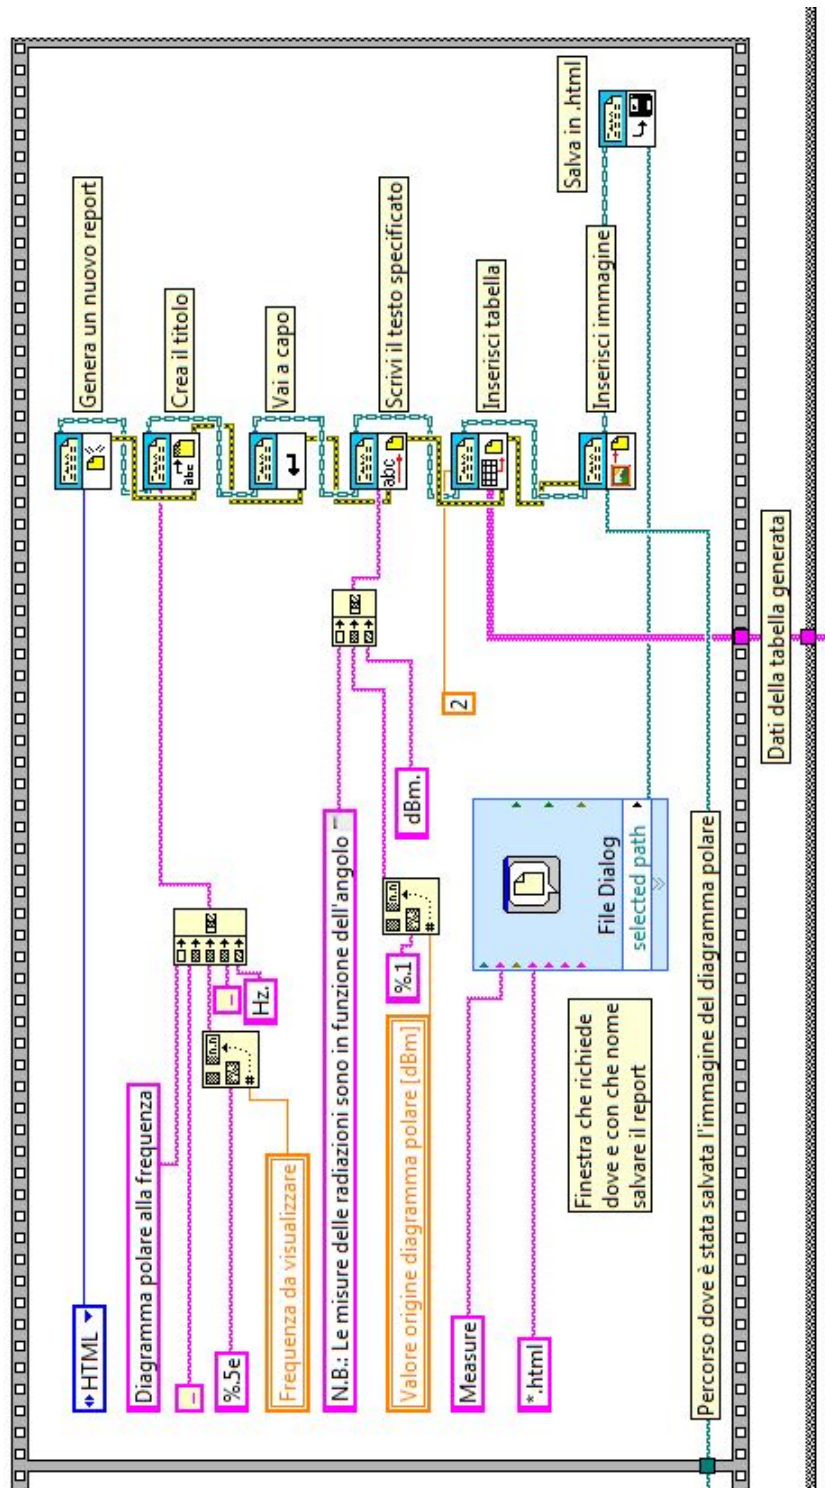 HTML
Genera un nuovo report
Diagramma polare alla frequenza
Crea il titolo
%.5e
Hz.
Frequenza da visualizzare
Vai a capo
N.B.: Le misure delle radiazioni sono in funzione dell'angolo
Scrivi il testo specificato
abc
%.1
dBm.
Valore origine diagramma polare [dBm]
Inserisci tabella
2
Measure
*.html
File Dialog
selected path
Finestra che richiede
dove e con che nome
salvare il report
Inserisci immagine
Salva in .html
Percorso dove è stata salvata l'immagine del diagramma polare
Dati della tabella generata